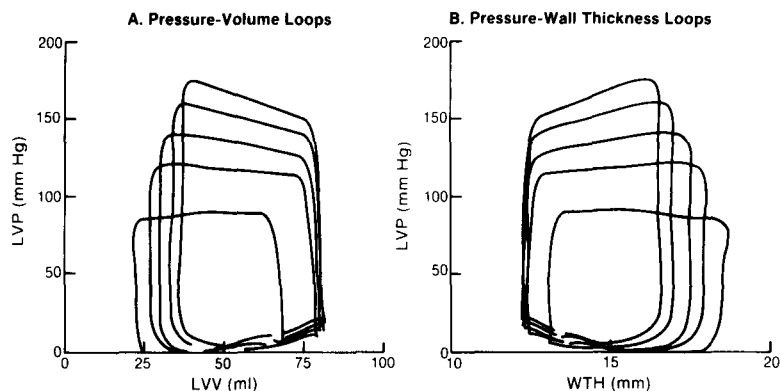 A. Pressure-Volume Loops
200
150
100
50
0
LVP (mm Hg)
0 25 50 75 100
LVV (ml)
B. Pressure-Wall Thickness Loops
200
150
100
50
0
LVP (mm Hg)
10 15 20
WTH (mm)